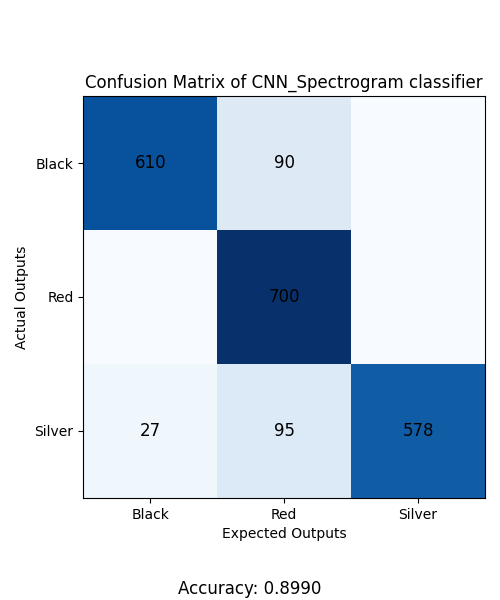 Confusion Matrix of CNN_Spectrogram classifier
Black
610 90
Red
700
Silver
27 95 578
Actual Outputs
Black Red Silver
Expected Outputs
Accuracy: 0.8990